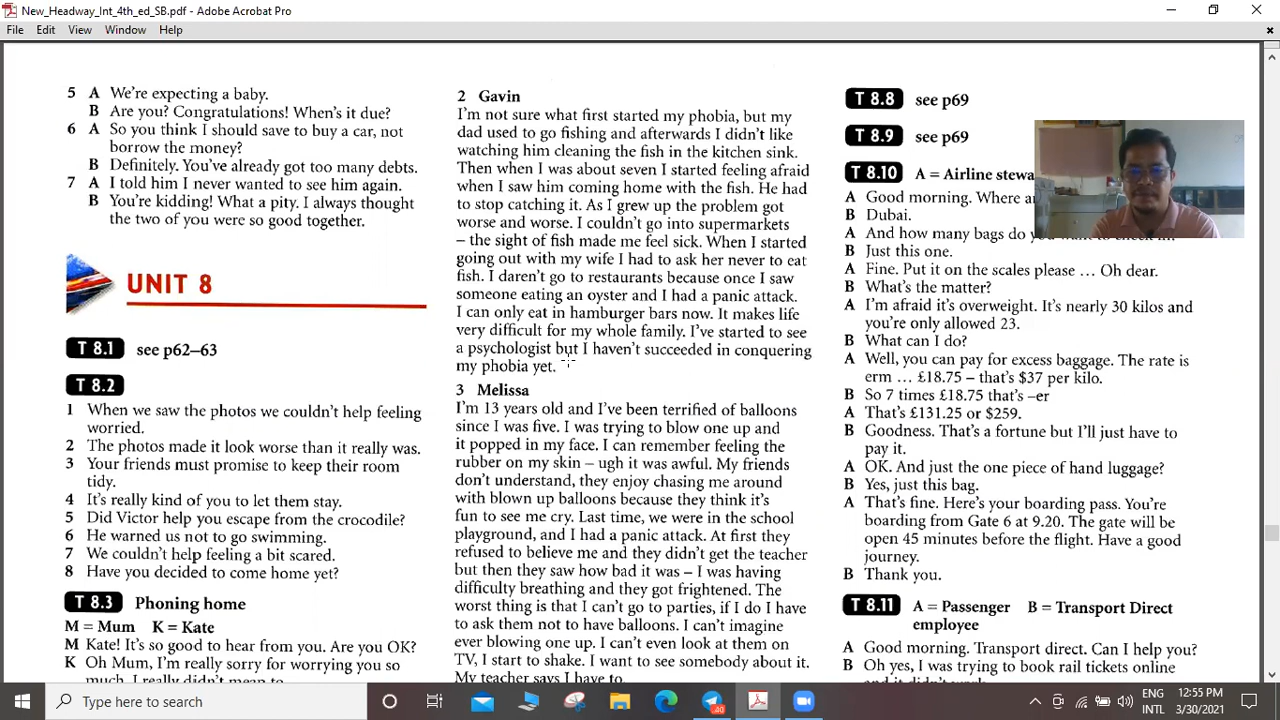 New_Headway_Int_4th_ed_SB.pdf - Adobe Acrobat Pro
File Edit View Window Help
5 A We're expecting a baby.
B Are you? Congratulations! When's it due?
6 A So you think I should save to buy a car, not
borrow the money?
B Definitely. You've already got too many debts.
7 A I told him I never wanted to see him again.
B You're kidding! What a pity. I always thought
the two of you were so good together.
UNIT 8
T 8.1 see p62–63
T 8.2
1 When we saw the photos we couldn't help feeling
worried.
2 The photos made it look worse than it really was.
3 Your friends must promise to keep their room
tidy.
4 It's really kind of you to let them stay.
5 Did Victor help you escape from the crocodile?
6 He warned us not to go swimming.
7 We couldn't help feeling a bit scared.
8 Have you decided to come home yet?
T 8.3 Phoning home
M = Mum K = Kate
M Kate! It's so good to hear from you. Are you OK?
K Oh Mum, I'm really sorry for worrying you so
much. I really didn't mean to.
2 Gavin
I'm not sure what first started my phobia, but my
dad used to go fishing and afterwards I didn't like
watching him cleaning the fish in the kitchen sink.
Then when I was about seven I started feeling afraid
when I saw him coming home with the fish. He had
to stop catching it. As I grew up the problem got
worse and worse. I couldn't go into supermarkets
– the sight of fish made me feel sick. When I started
going out with my wife I had to ask her never to eat
fish. I daren't go to restaurants because once I saw
someone eating an oyster and I had a panic attack.
I can only eat in hamburger bars now. It makes life
very difficult for my whole family. I've started to see
a psychologist but I haven't succeeded in conquering
my phobia yet.
3 Melissa
I'm 13 years old and I've been terrified of balloons
since I was five. I was trying to blow one up and
it popped in my face. I can remember feeling the
rubber on my skin – ugh it was awful. My friends
don't understand, they enjoy chasing me around
with blown up balloons because they think it's
fun to see me cry. Last time, we were in the school
playground, and I had a panic attack. At first they
refused to believe me and they didn't get the teacher
but then they saw how bad it was – I was having
difficulty breathing and they got frightened. The
worst thing is that I can't go to parties, if I do I have
to ask them not to have balloons. I can't imagine
ever blowing one up. I can't even look at them on
TV, I start to shake. I want to see somebody about it.
My teacher says I have to.
T 8.8 see p69
T 8.9 see p69
T 8.10 A = Airline
A Good morning. Where
B Dubai.
A And how many bags do
B Just this one.
A Fine. Put it on the scales please … Oh dear.
B What's the matter?
A I'm afraid it's overweight. It's nearly 30 kilos and
you're only allowed 23.
B What can I do?
A Well, you can pay for excess baggage. The rate is
erm … £18.75 – that's $37 per kilo.
B So 7 times £18.75 that's –er
A That's £131.25 or $259.
B Goodness. That's a fortune but I'll just have to
pay it.
A OK. And just the one piece of hand luggage?
B Yes, just this bag.
A That's fine. Here's your boarding pass. You're
boarding from Gate 6 at 9.20. The gate will be
open 45 minutes before the flight. Have a good
journey.
B Thank you.
T 8.11 A = Passenger B = Transport Direct
employee
A Good morning. Transport direct. Can I help you?
B Oh yes, I was trying to book rail tickets online
Type here to search
ENG
INTL
12:55 PM
3/30/2021